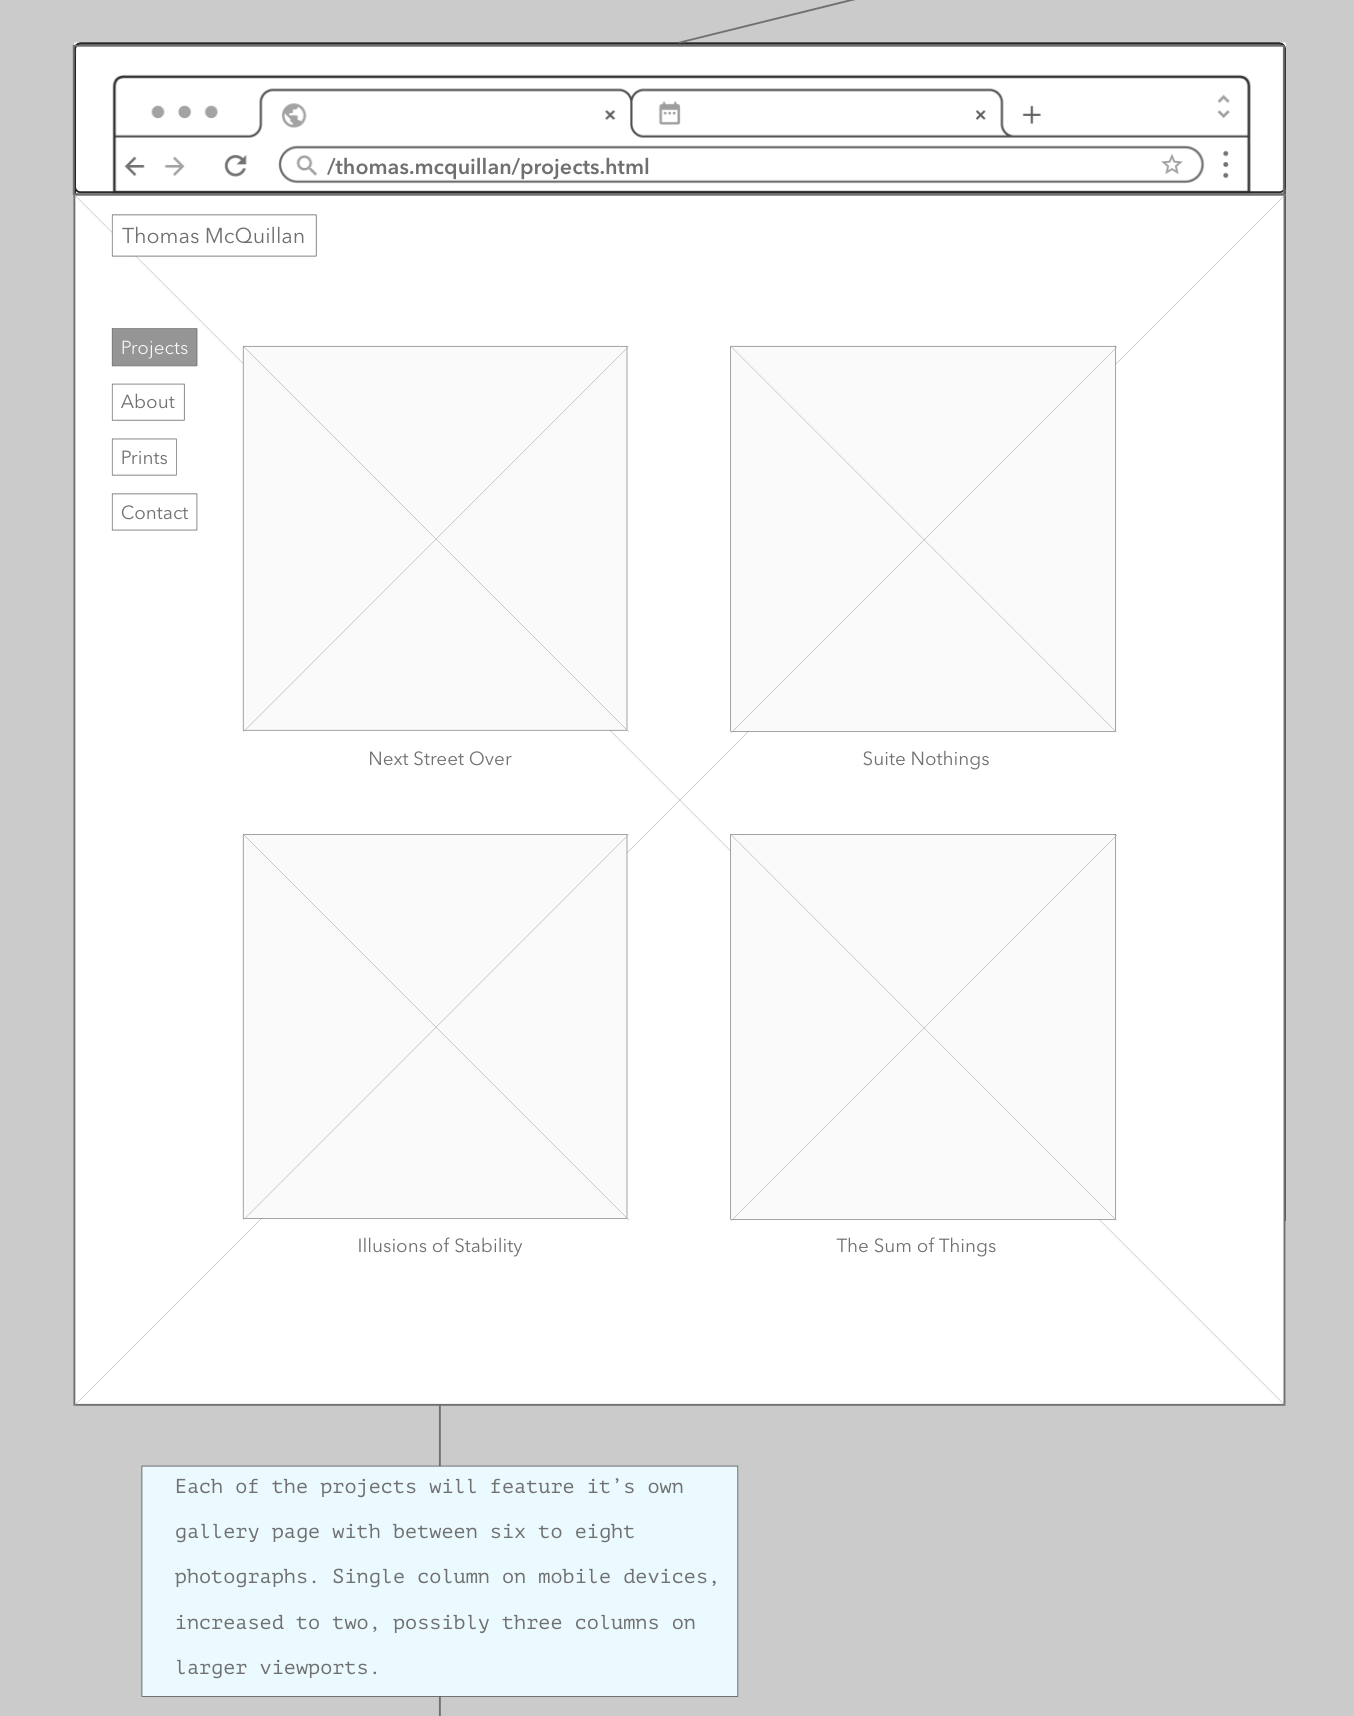 /thomas.mcquillan/projects.html
Thomas McQuillan
Projects
About
Prints
Contact
Next Street Over
Suite Nothings
Illusions of Stability
The Sum of Things
Each of the projects will feature it’s own
gallery page with between six to eight
photographs. Single column on mobile devices,
increased to two, possibly three columns on
larger viewports.